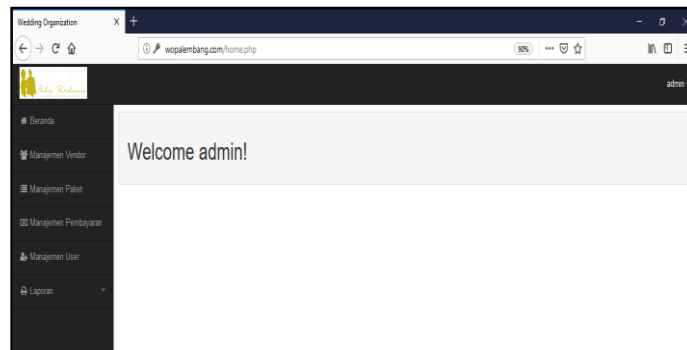 Wedding Organization
wopalembang.com/home.php
90%
admin
Beranda
Welcome admin!
Manajemen Vendor
Manajemen Paket
Manajemen Pembayaran
Manajemen User
Laporan